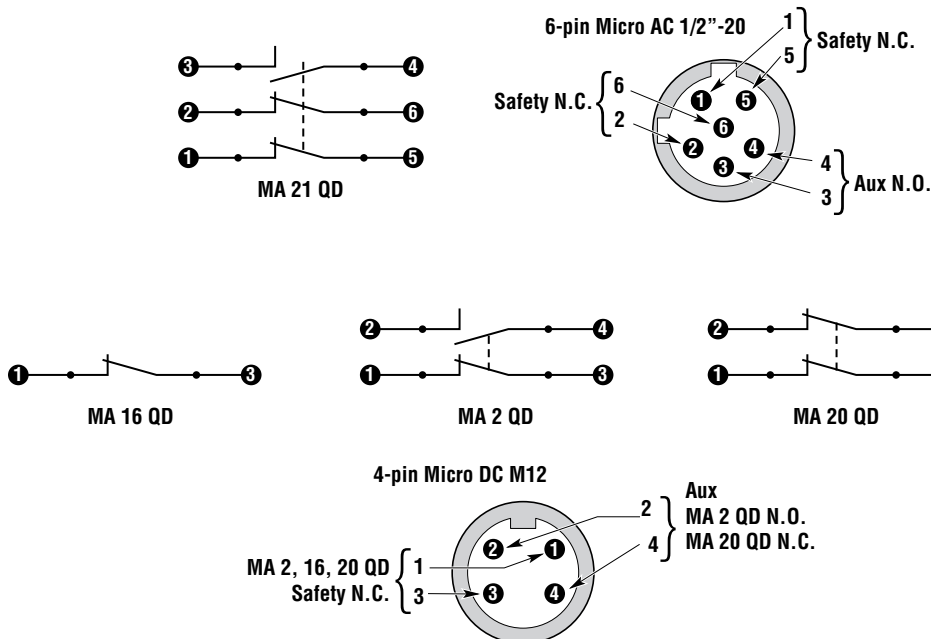 6-pin Micro AC 1/2”-20
1
5
Safety N.C.
Safety N.C.
6
2
1
5
6
2
4
3
4
3
Aux N.O.
3
4
2
6
1
5
MA 21 QD
1
3
MA 16 QD
2
4
1
3
MA 2 QD
2
1
MA 20 QD
4-pin Micro DC M12
2
4
Aux
MA 2 QD N.O.
MA 20 QD N.C.
MA 2, 16, 20 QD
Safety N.C.
1
3
2
1
3
4